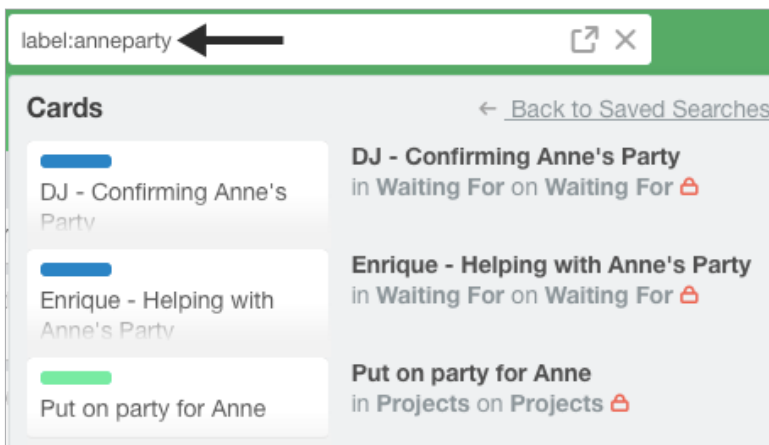 label:anneparty
Cards
← Back to Saved Searches
DJ - Confirming Anne's
Party
DJ - Confirming Anne's Party
in Waiting For on Waiting For
Enrique - Helping with
Anne's Party
Enrique - Helping with Anne's Party
in Waiting For on Waiting For
Put on party for Anne
Put on party for Anne
in Projects on Projects